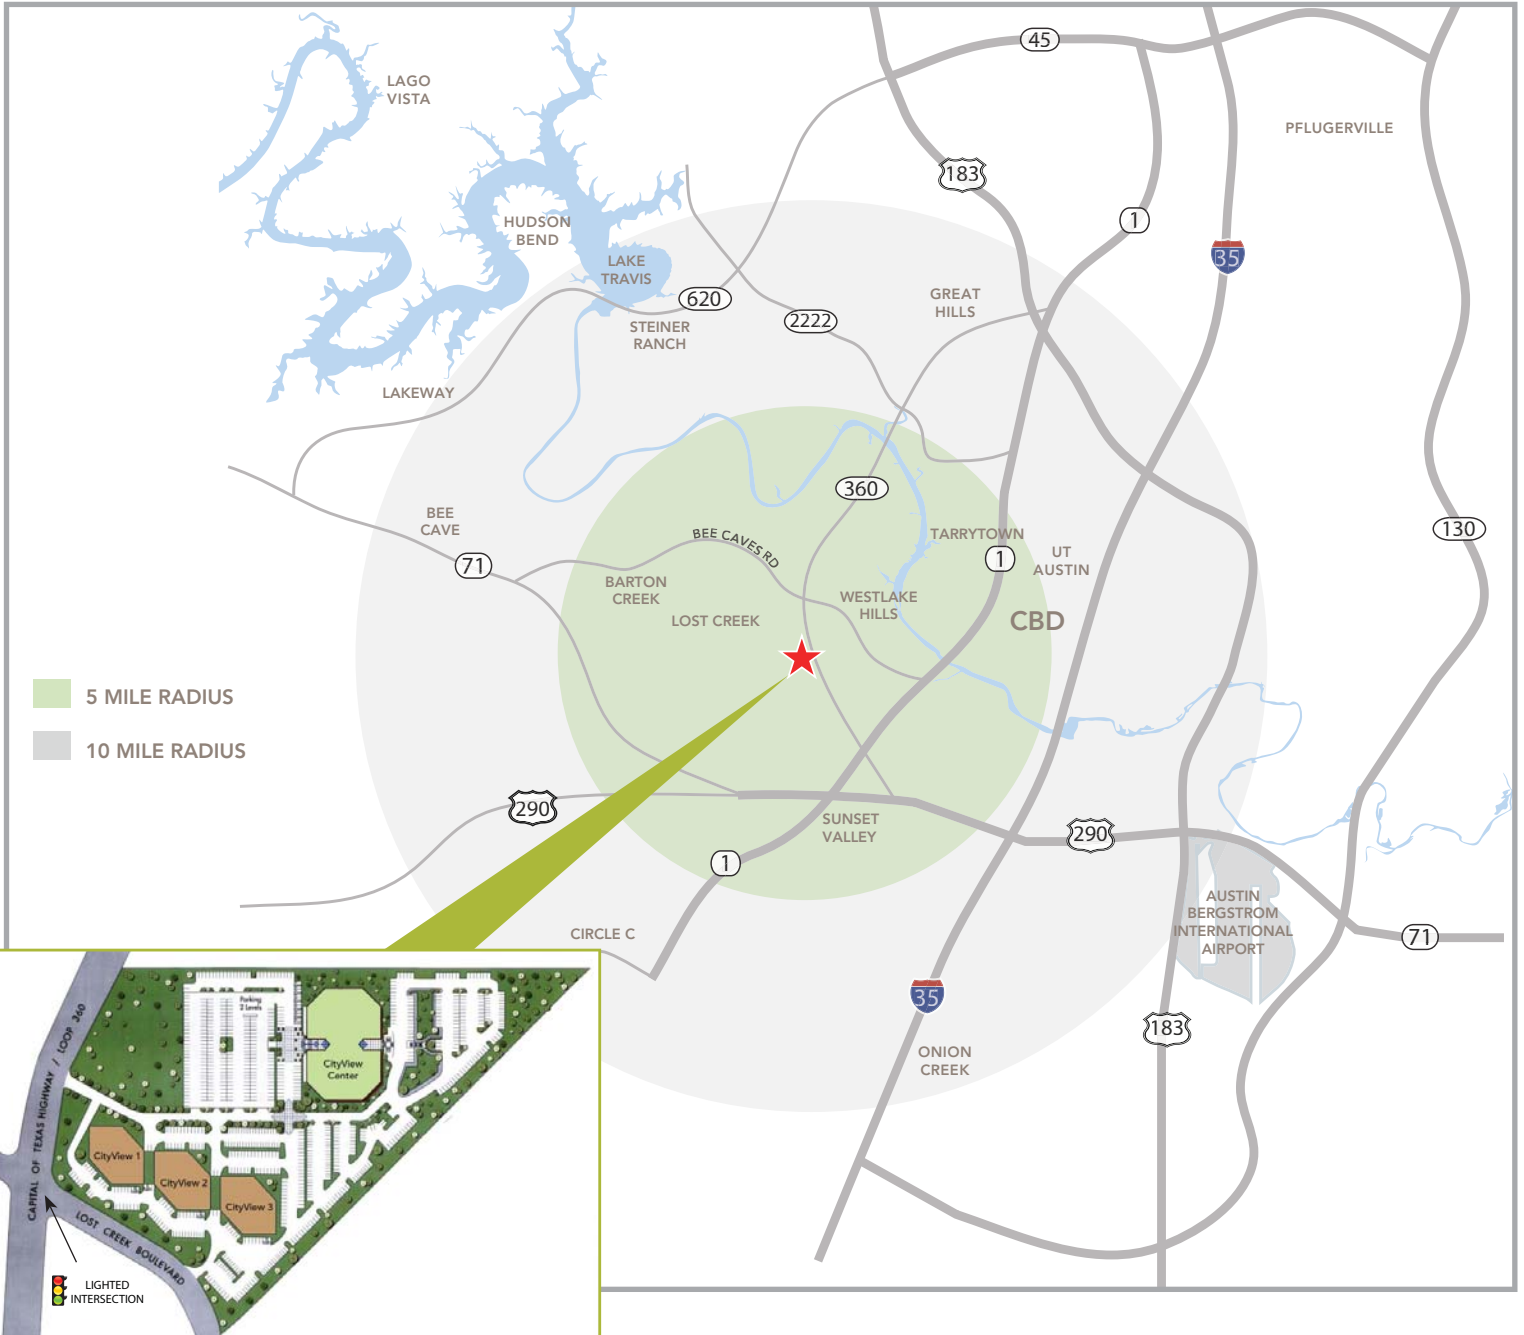 45
LAGO
VISTA
PFLUGERVILLE
183
1
HUDSON
BEND
35
LAKE
TRAVIS
620
GREAT
HILLS
2222
STEINER
RANCH
LAKEWAY
360
BEE
CAVE
130
BEE CAVES RD
TARRYTOWN
1
UT
AUSTIN
71
BARTON
CREEK
WESTLAKE
HILLS
LOST CREEK
CBD
5 MILE RADIUS
10 MILE RADIUS
290
SUNSET
VALLEY
290
1
AUSTIN
BERGSTROM
INTERNATIONAL
AIRPORT
CIRCLE C
71
35
183
ONION
CREEK
Parking
2 Levels
CityView
Center
CAPITAL OF TEXAS HIGHWAY / LOOP 360
CityView 1
CityView 2
CityView 3
LOST CREEK BOULEVARD
LIGHTED
INTERSECTION